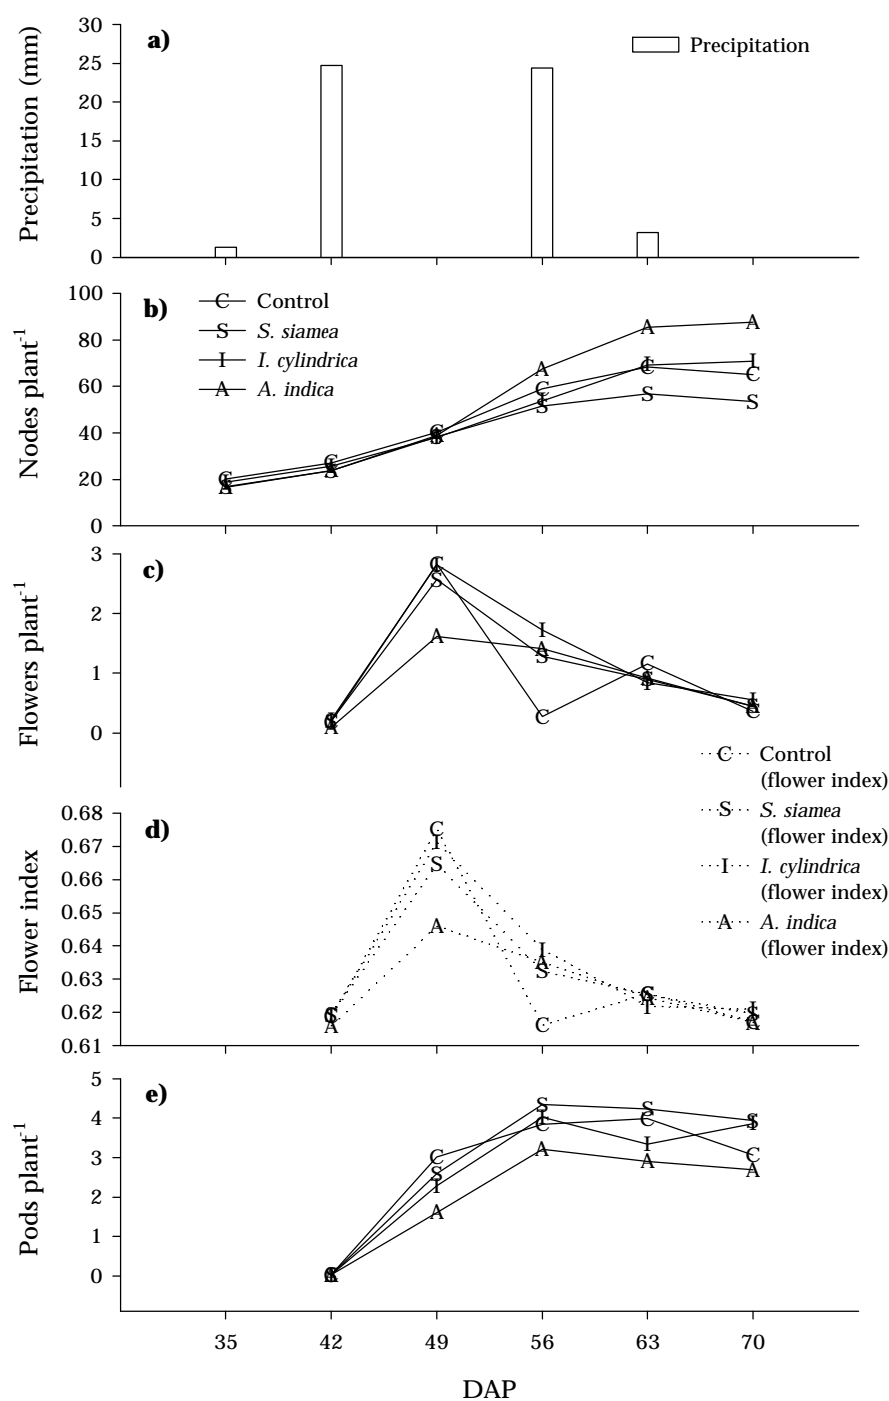 a)
Precipitation
Precipitation (mm)
30
25
20
15
10
5
0
b)
Control
S. siamea
I. cylindrica
A. indica
Nodes plant-1
100
80
60
40
20
0
c)
Flowers plant-1
3
2
1
0
Control
(flower index)
S. siamea
(flower index)
I. cylindrica
(flower index)
A. indica
(flower index)
d)
Flower index
0.68
0.67
0.66
0.65
0.64
0.63
0.62
0.61
e)
Pods plant-1
5
4
3
2
1
0
35 42 49 56 63 70
DAP